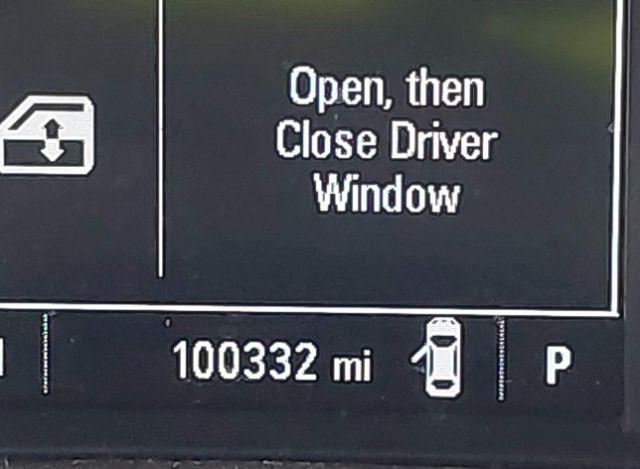 Open, then
Close Driver
Window
100332 mi
P